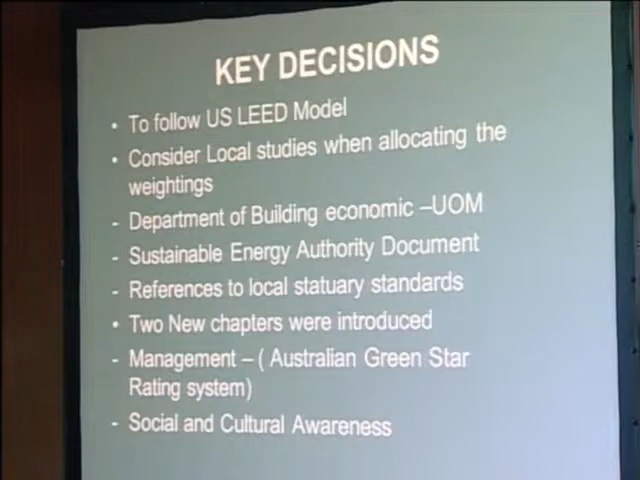 KEY DECISIONS
• To follow US LEED Model
• Consider Local studies when allocating the
weightings
- Department of Building economic –UOM
- Sustainable Energy Authority Document
- References to local statuary standards
• Two New chapters were introduced
- Management – ( Australian Green Star
Rating system)
- Social and Cultural Awareness